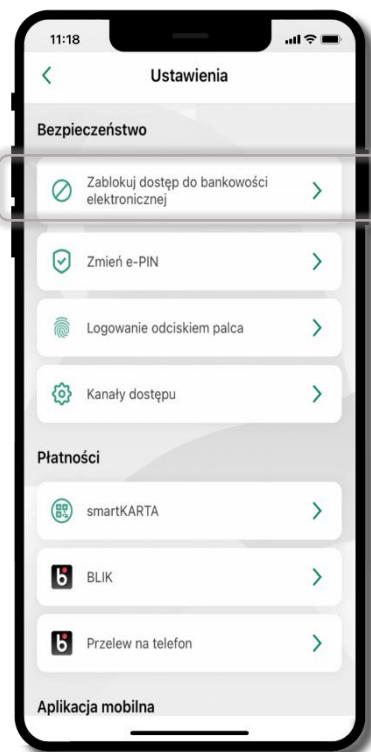 11:18
Ustawienia
Bezpieczeństwo
Zablokuj dostęp do bankowości
elektronicznej
Zmień e-PIN
Logowanie odciskiem palca
Kanały dostępu
Płatności
smartKARTA
BLIK
Przelew na telefon
Aplikacja mobilna